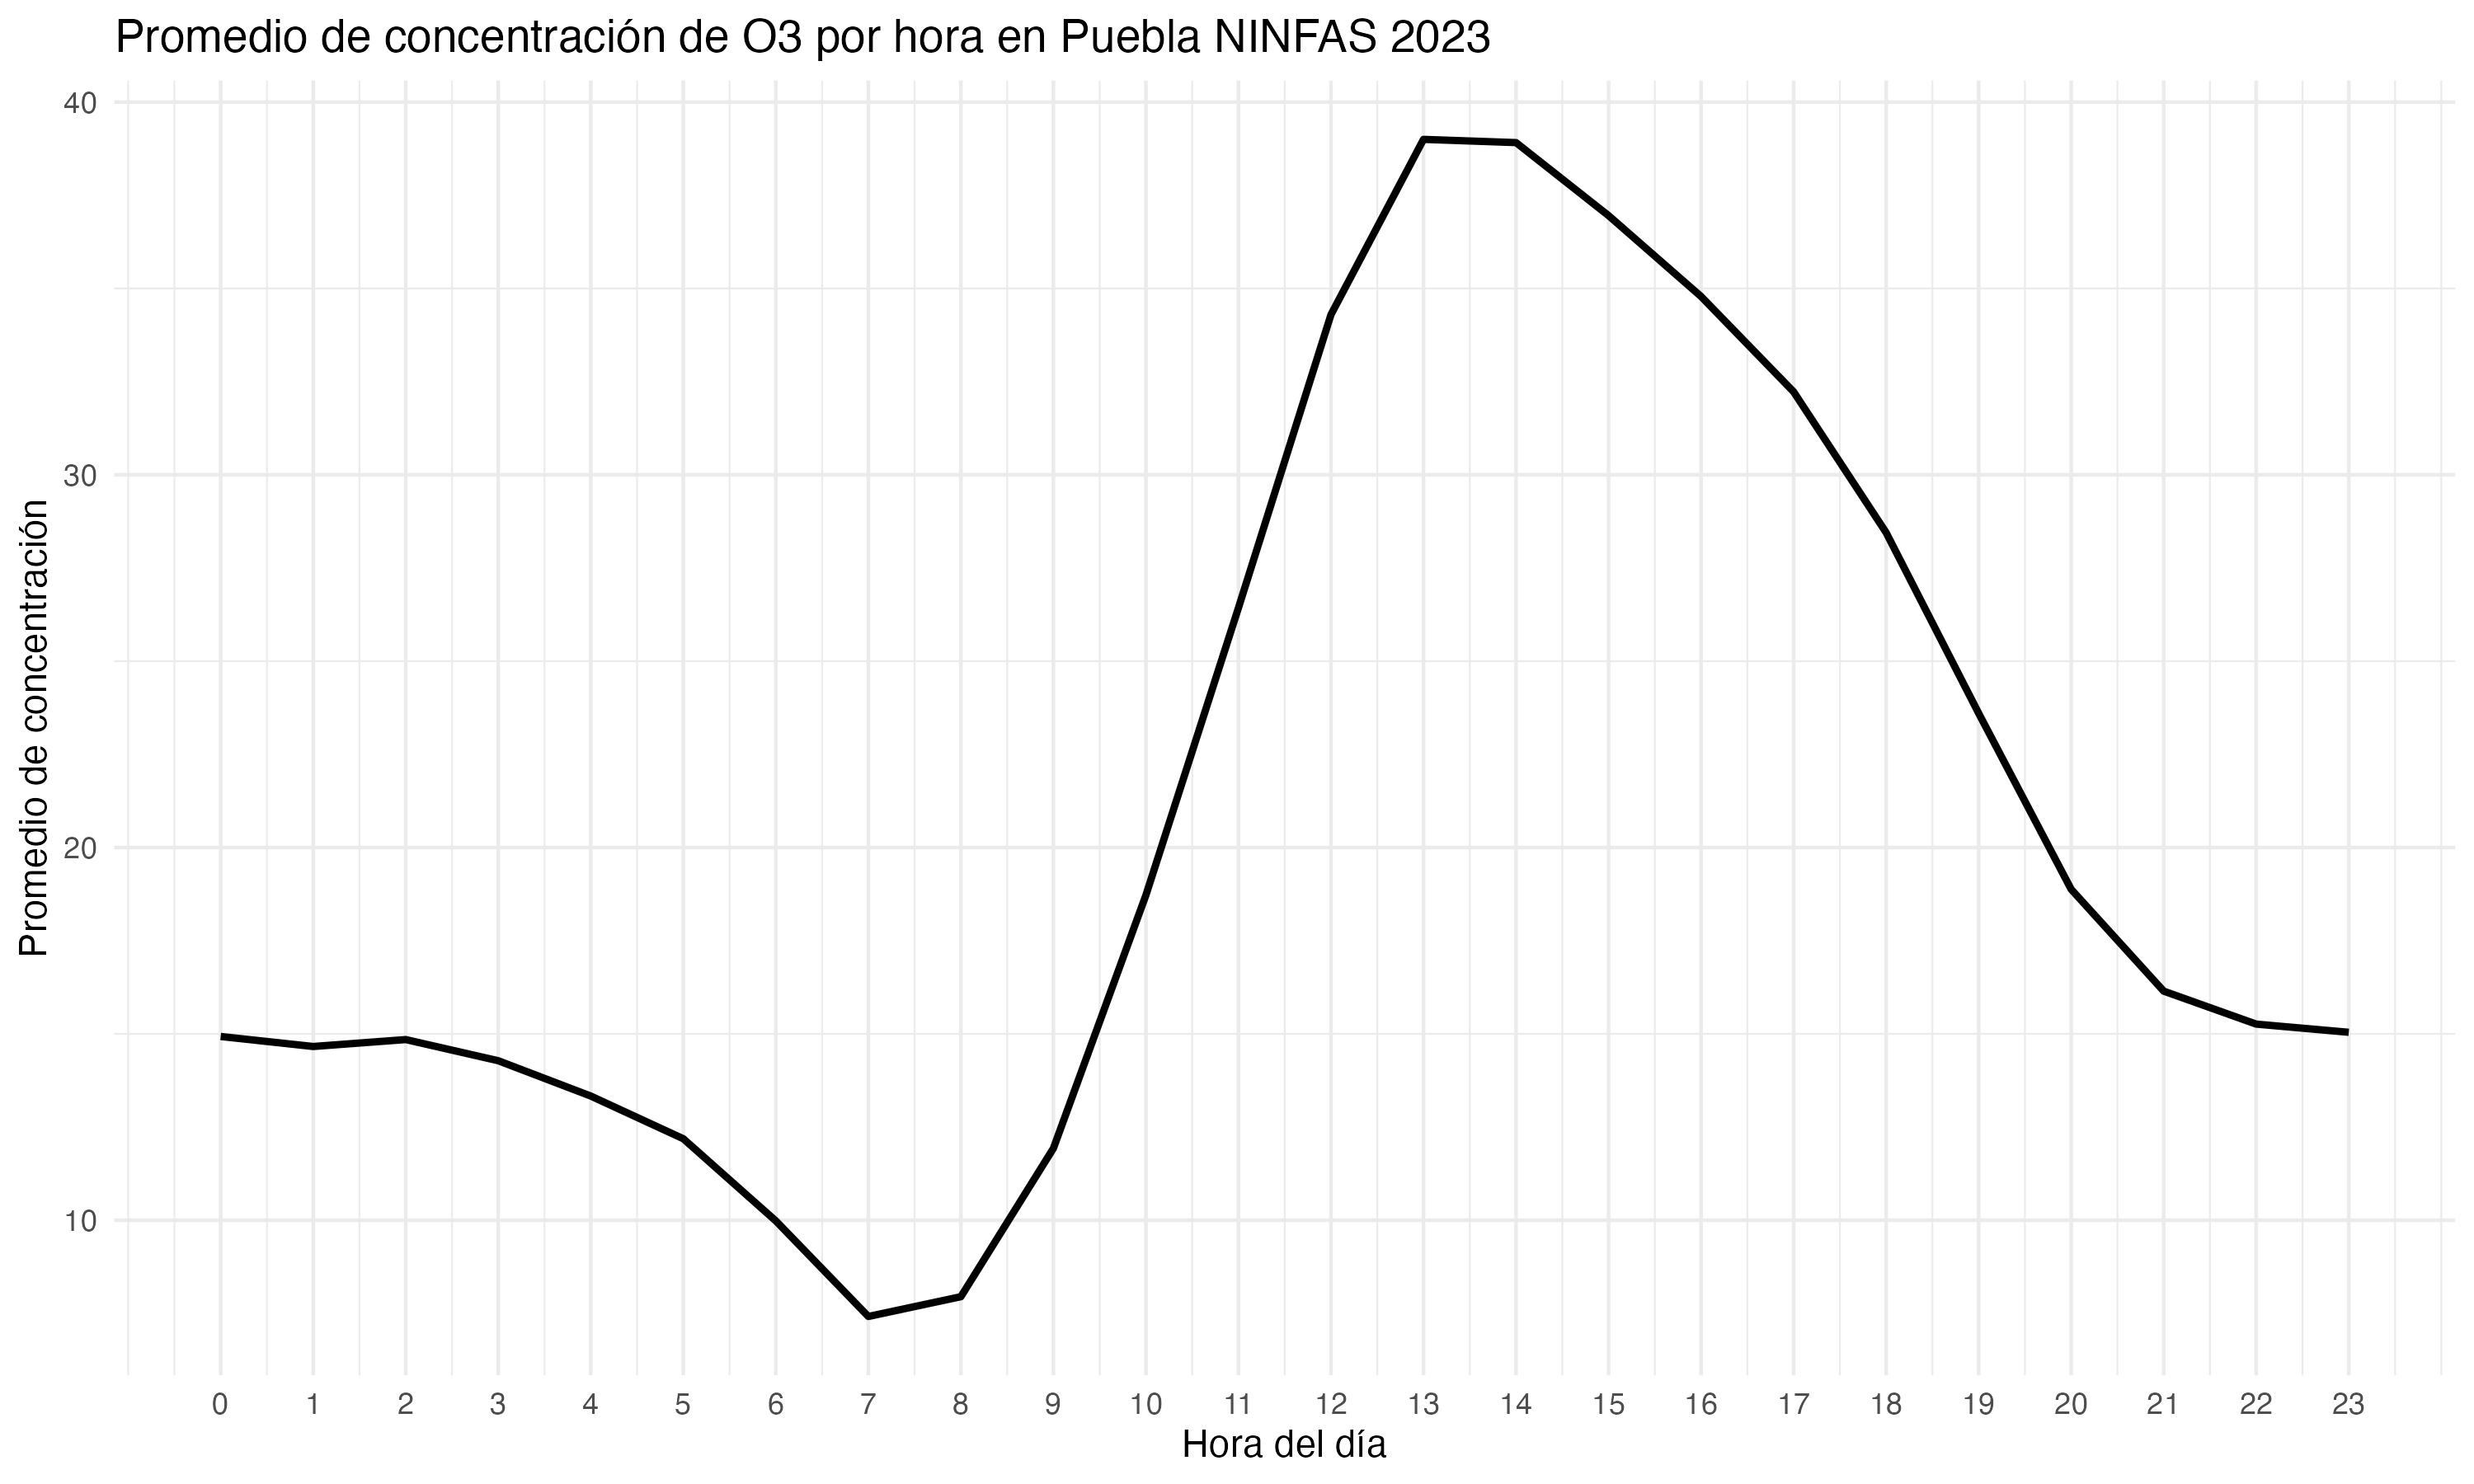 Promedio de concentración de O3 por hora en Puebla NINFAS 2023
Promedio de concentración
40
30
20
10
0 1 2 3 4 5 6 7 8 9 10 11 12 13 14 15 16 17 18 19 20 21 22 23
Hora del día